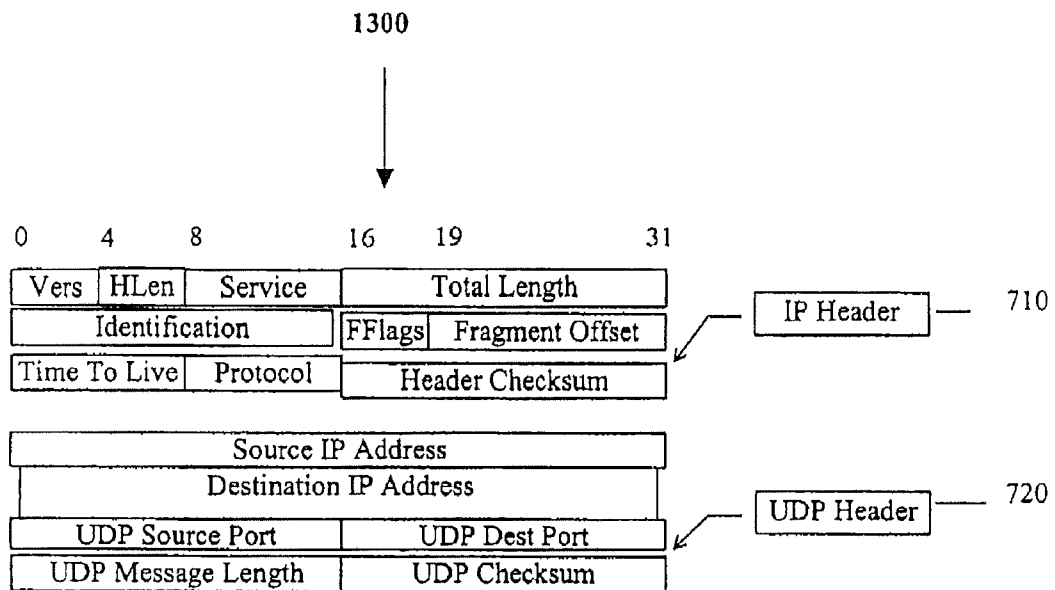 1300
0 4 8 16 19 31
Vers HLen Service Total Length
Identification FFlags Fragment Offset
IP Header 710
Time To Live Protocol Header Checksum
Source IP Address
Destination IP Address
UDP Header 720
UDP Source Port UDP Dest Port
UDP Message Length UDP Checksum